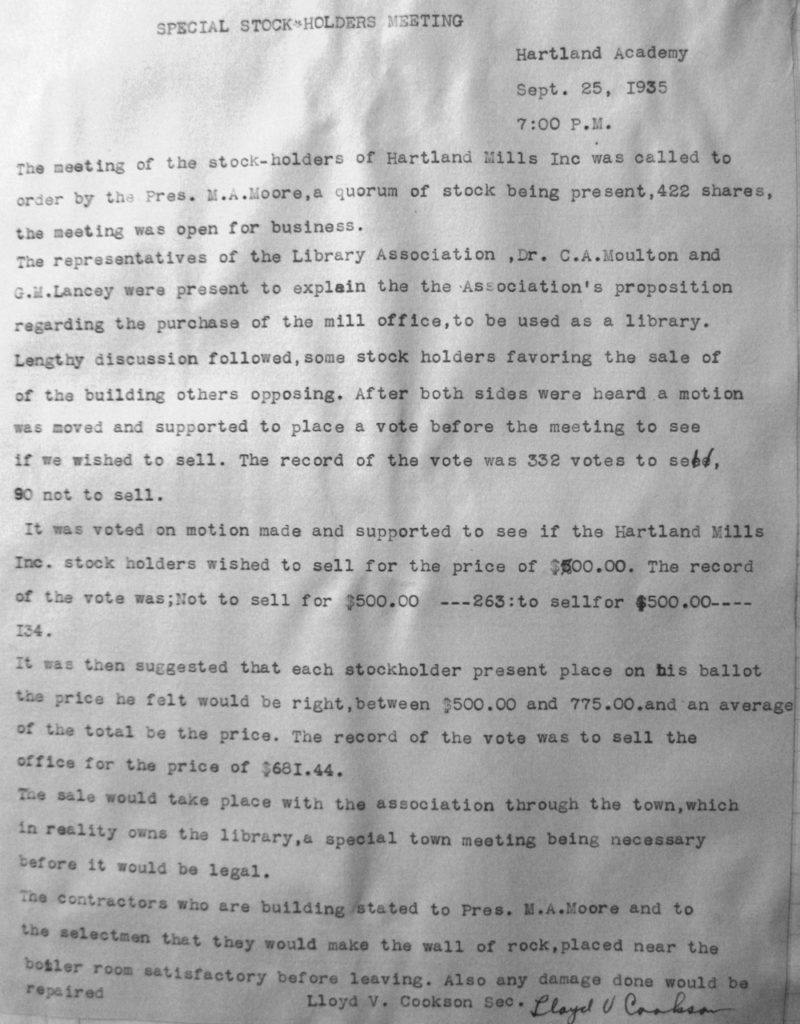 SPECIAL STOCK-HOLDERS MEETING
Hartland Academy
Sept. 25, I935
7:00 P.M.
The meeting of the stock-holders of Hartland Mills Inc was called to
order by the Pres. M.A.Moore,a quorum of stock being present,422 shares,
the meeting was open for business.
The representatives of the Library Association ,Dr. C.A.Moulton and
G.M.Lancey were present to explain the the Association's proposition
regarding the purchase of the mill office,to be used as a library.
Lengthy discussion followed,some stock holders favoring the sale of
of the building others opposing. After both sides were heard a motion
was moved and supported to place a vote before the meeting to see
if we wished to sell. The record of the vote was 332 votes to sell,
90 not to sell.
It was voted on motion made and supported to see if the Hartland Mills
Inc. stock holders wished to sell for the price of $500.00. The record
of the vote was;Not to sell for $500.00 ---263:to sellfor $500.00----
I34.
It was then suggested that each stockholder present place on his ballot
the price he felt would be right,between $500.00 and 775.00.and an average
of the total be the price. The record of the vote was to sell the
office for the price of $68I.44.
The sale would take place with the association through the town,which
in reality owns the library,a special town meeting being necessary
before it would be legal.
The contractors who are building stated to Pres. M.A.Moore and to
the selectmen that they would make the wall of rock,placed near the
boiler room satisfactory before leaving. Also any damage done would be
repaired
Lloyd V. Cookson Sec. Lloyd V Cookson